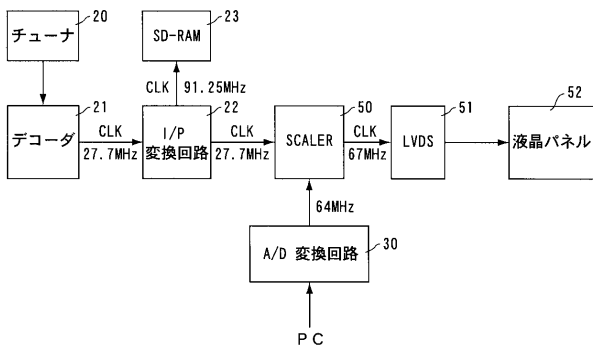 20
チューナ
23
SD-RAM
CLK 91.25MHz
21
デコーダ
CLK
27.7MHz
22
I/P
変換回路
CLK
27.7MHz
50
SCALER
CLK
67MHz
51
LVDS
52
液晶パネル
64MHz
30
A/D 変換回路
PC